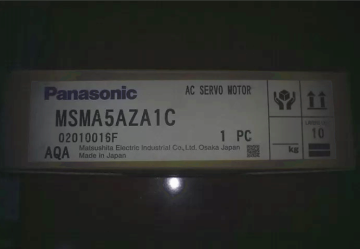 Panasonic
AC SERVO MOTOR
MSMA5AZA1C
02010016F
1 PC
kg
10
AQA
Matsushita Electric Industrial Co., Ltd. Osaka Japan
Made in Japan